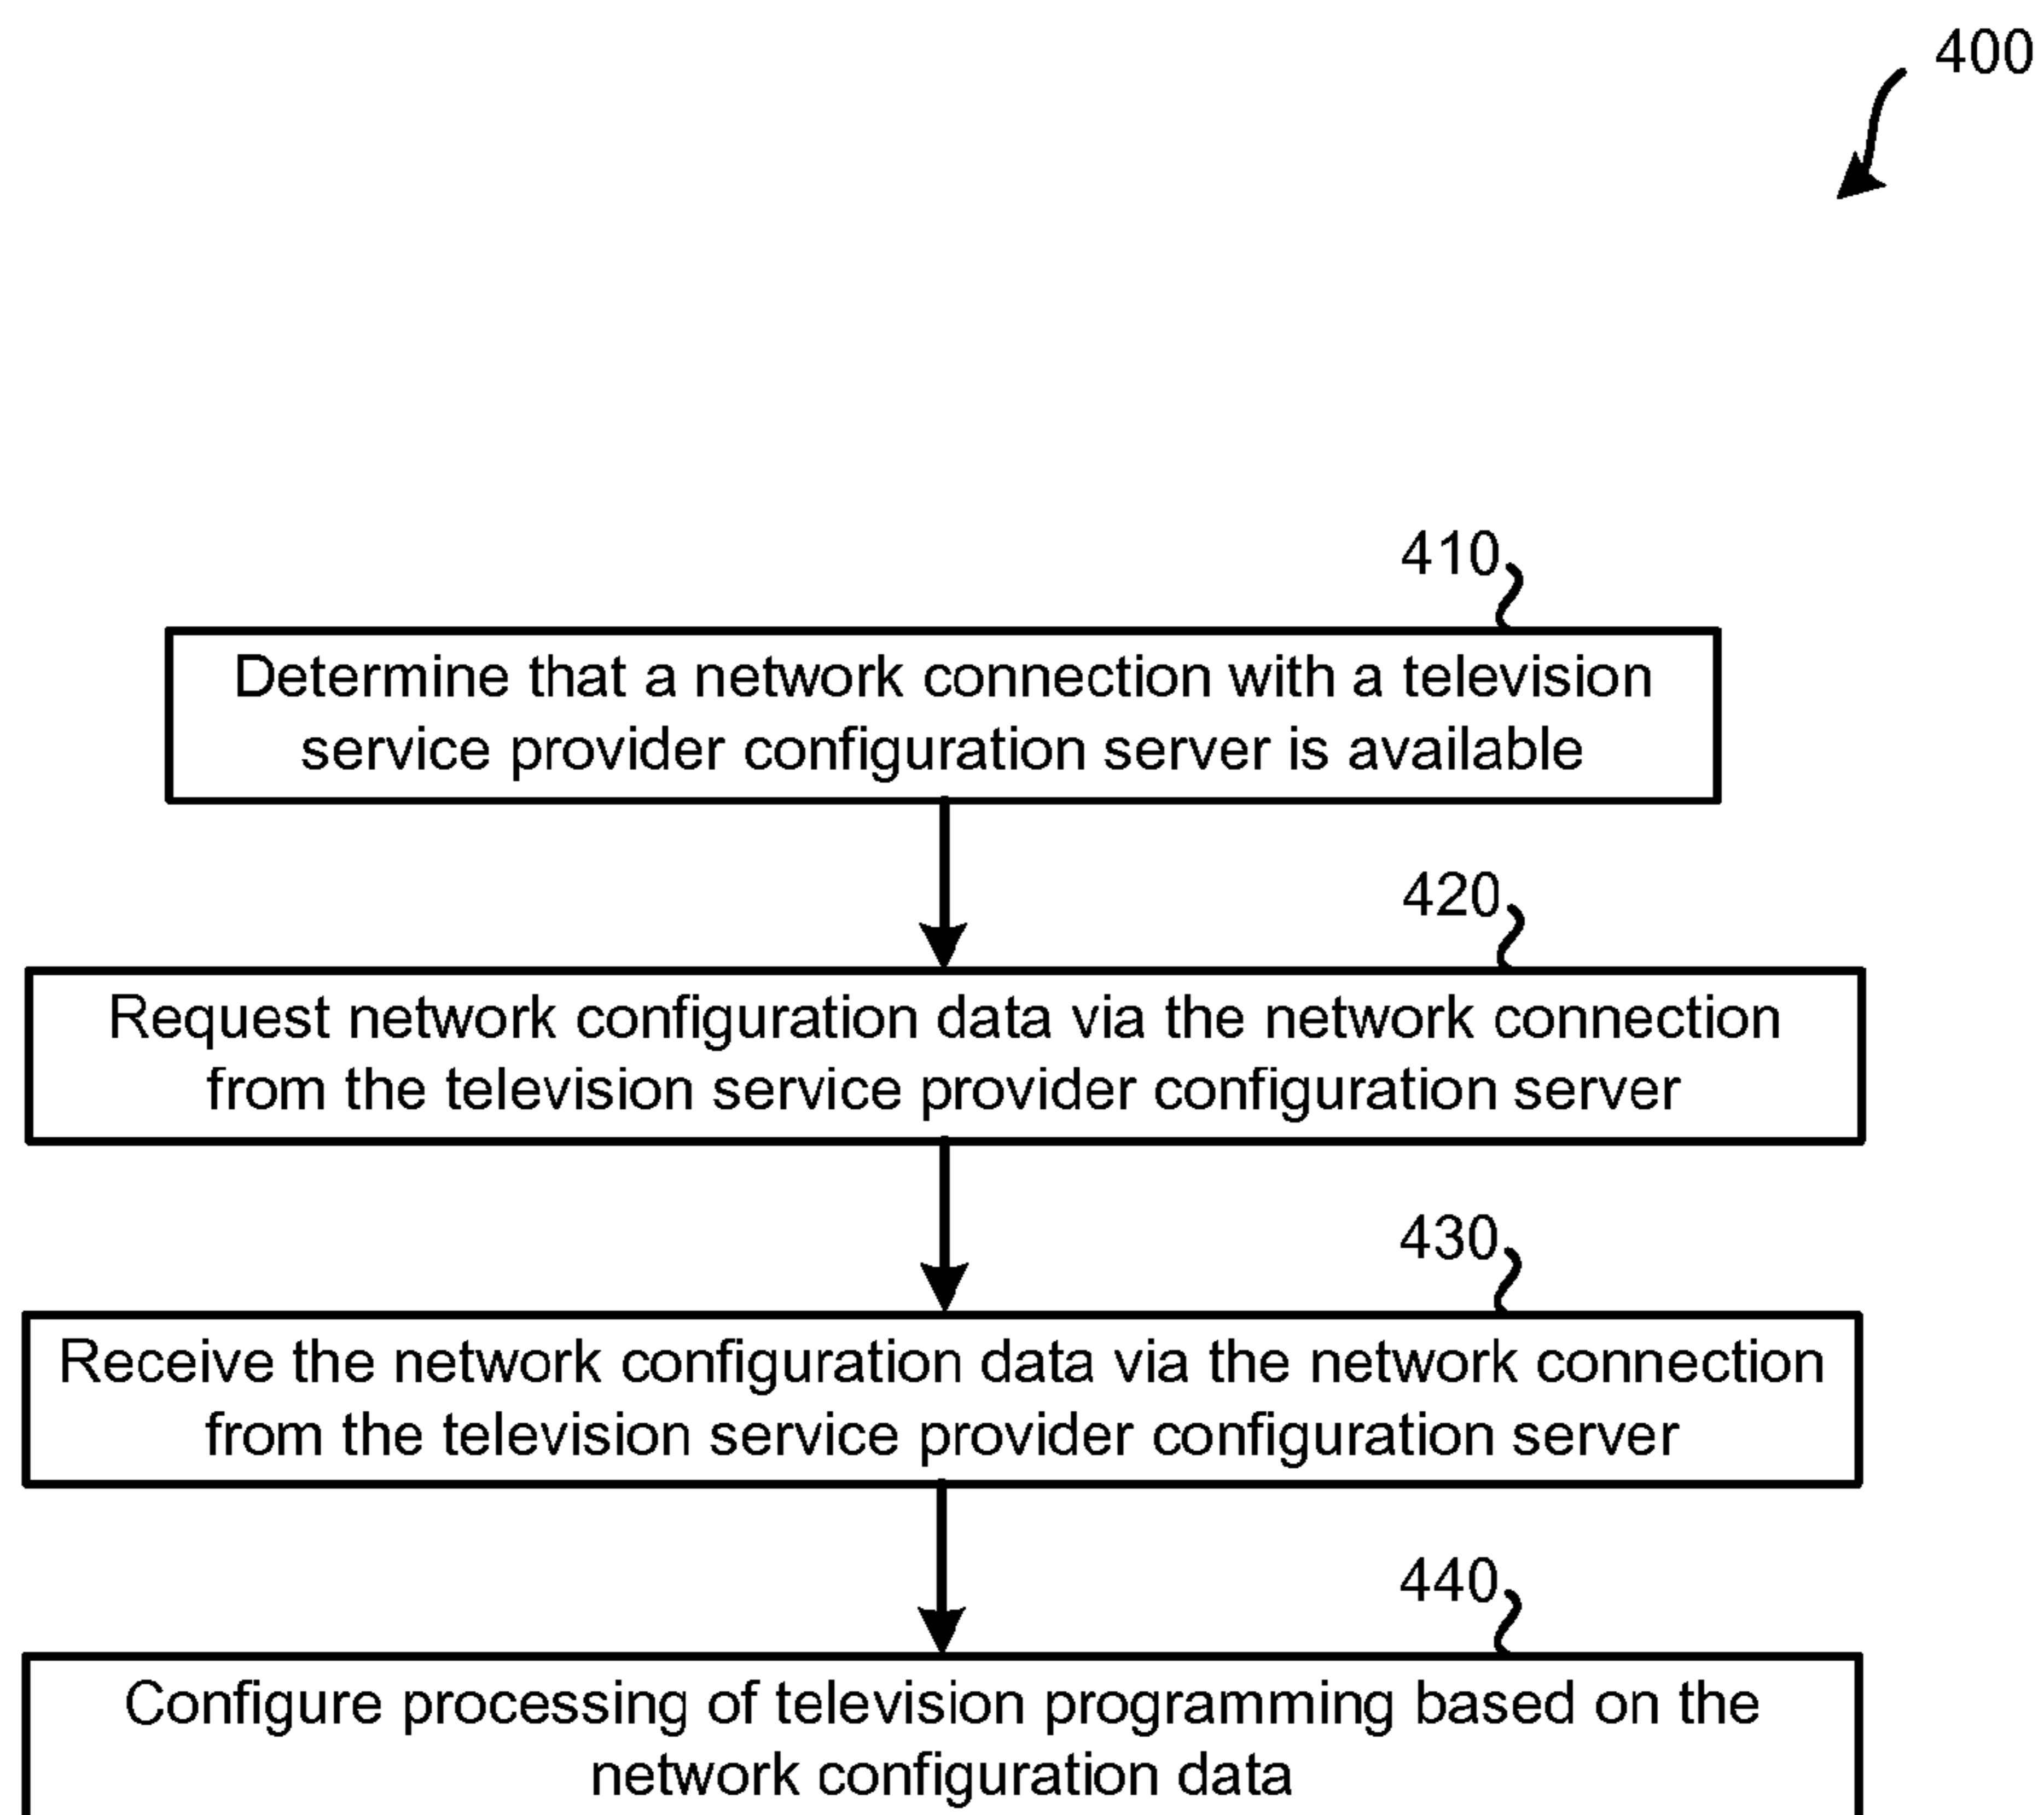 400
410
Determine that a network connection with a television
service provider configuration server is available
420
Request network configuration data via the network connection
from the television service provider configuration server
430
Receive the network configuration data via the network connection
from the television service provider configuration server
440
Configure processing of television programming based on the
network configuration data